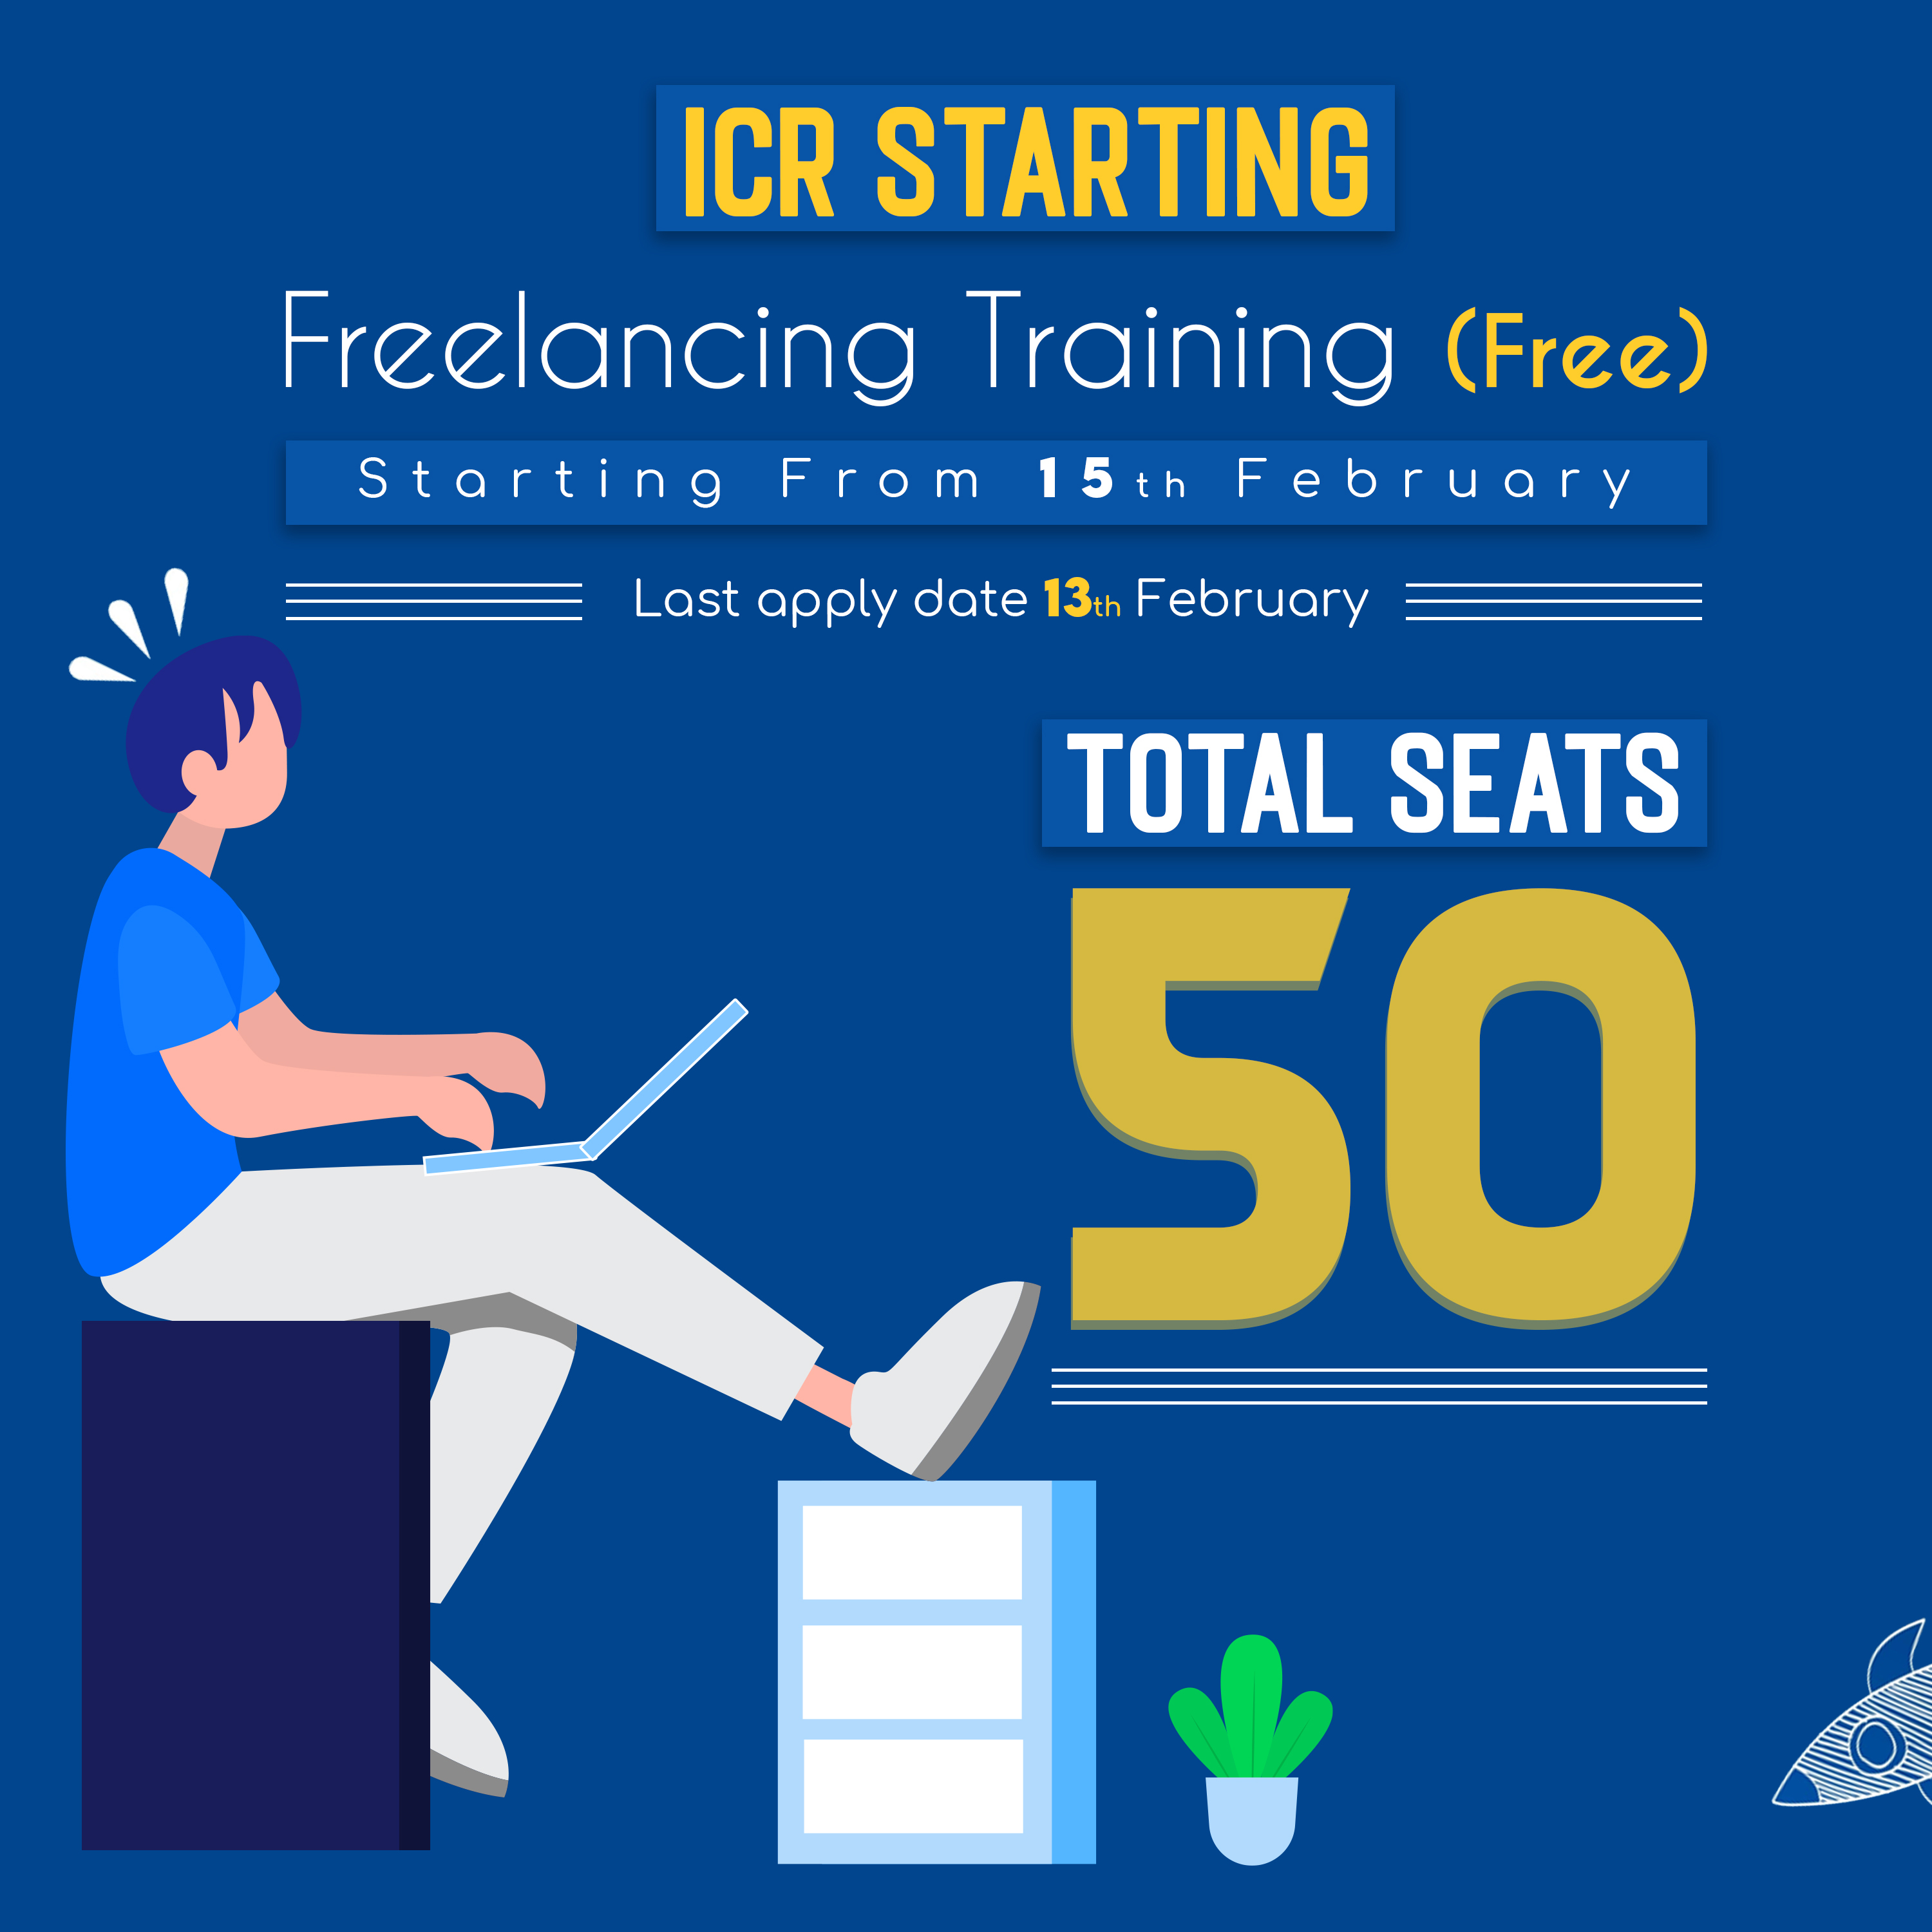 ICR STARTING
Freelancing Training (Free)
Starting From 15th February
Last apply date 13th February
TOTAL SEATS
50